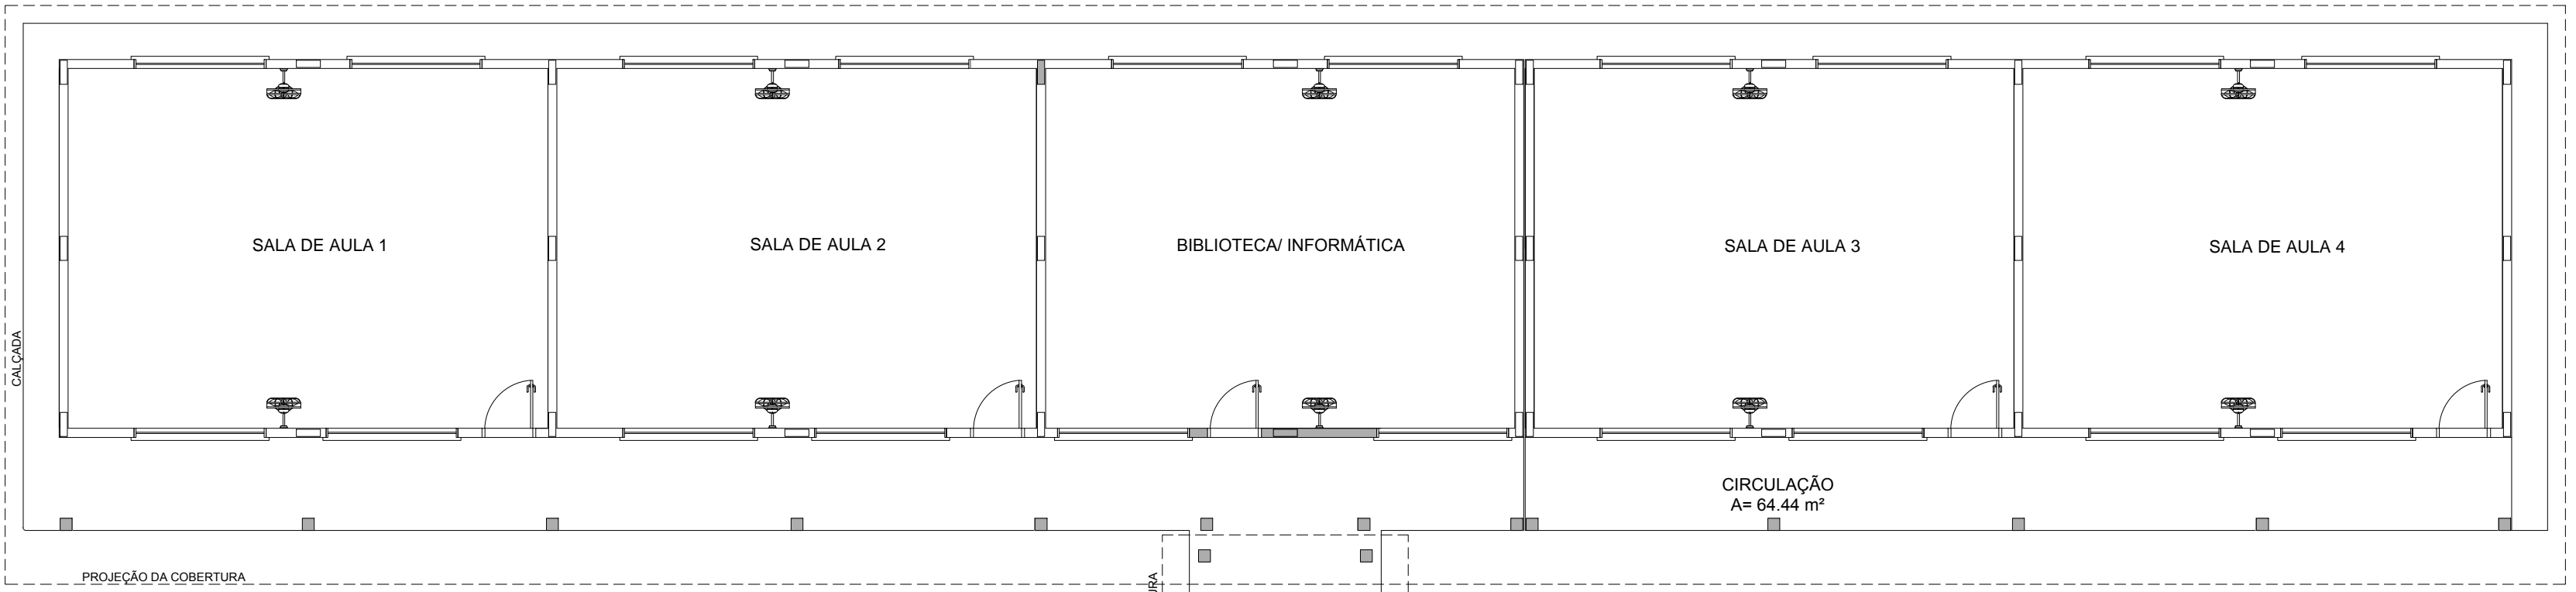 SALA DE AULA 1
SALA DE AULA 2
BIBLIOTECA/ INFORMÁTICA
SALA DE AULA 3
SALA DE AULA 4
CALÇADA
CIRCULAÇÃO
A= 64.44 m²
PROJEÇÃO DA COBERTURA